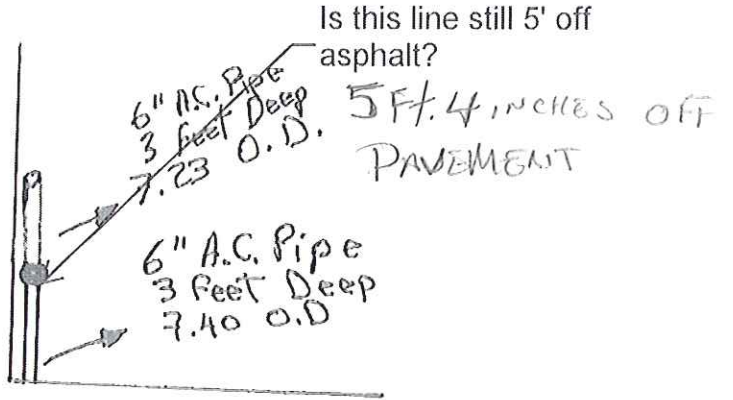 Is this line still 5' off
asphalt?
6" A.C. Pipe
3 feet Deep
7.23 O.D.
5 Ft. 4 INCHES OFF
PAVEMENT
6" A.C. Pipe
3 feet Deep
7.40 O.D